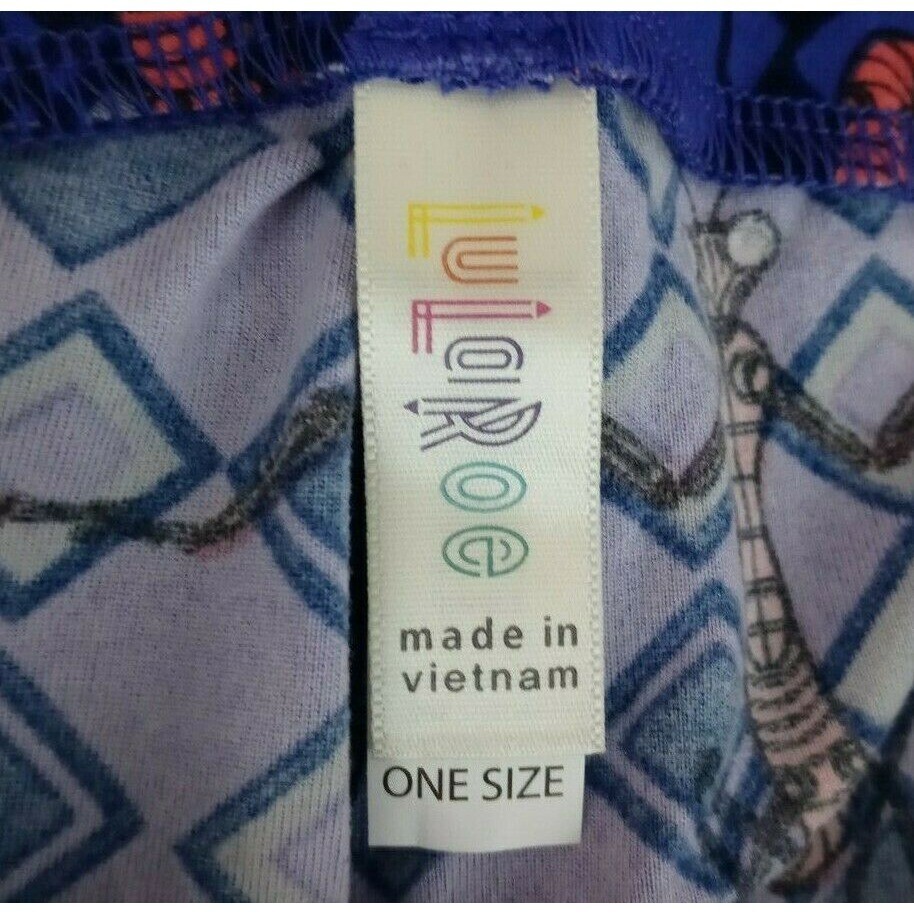 LuLaRoe
made in
vietnam
ONE SIZE